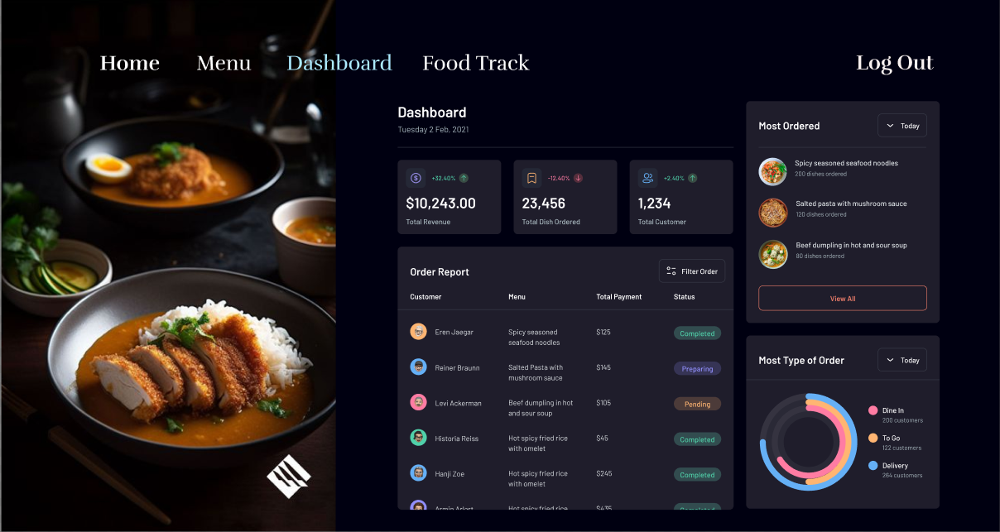 Home Menu Dashboard Food Track Log Out
Dashboard
Tuesday 2 Feb, 2021
+32.40%
$10,243.00
Total Revenue
-12.40%
23,456
Total Dish Ordered
+2.40%
1,234
Total Customer
Order Report
Filter Order
Customer Menu Total Payment Status
Eren Jaegar Spicy seasoned $125 Completed
seafood noodles
Reiner Braunn Salted Pasta with $145 Preparing
mushroom sauce
Levi Ackerman Beef dumpling in hot $105 Pending
and sour soup
Historia Reiss Hot spicy fried rice $45 Completed
with omelet
Hanji Zoe Hot spicy fried rice $245 Completed
with omelet
Armin Arlert Hot spicy fried rice $435 Completed
Most Ordered
Today
Spicy seasoned seafood noodles
200 dishes ordered
Salted pasta with mushroom sauce
120 dishes ordered
Beef dumpling in hot and sour soup
80 dishes ordered
View All
Most Type of Order
Today
Dine In
200 customers
To Go
122 customers
Delivery
264 customers